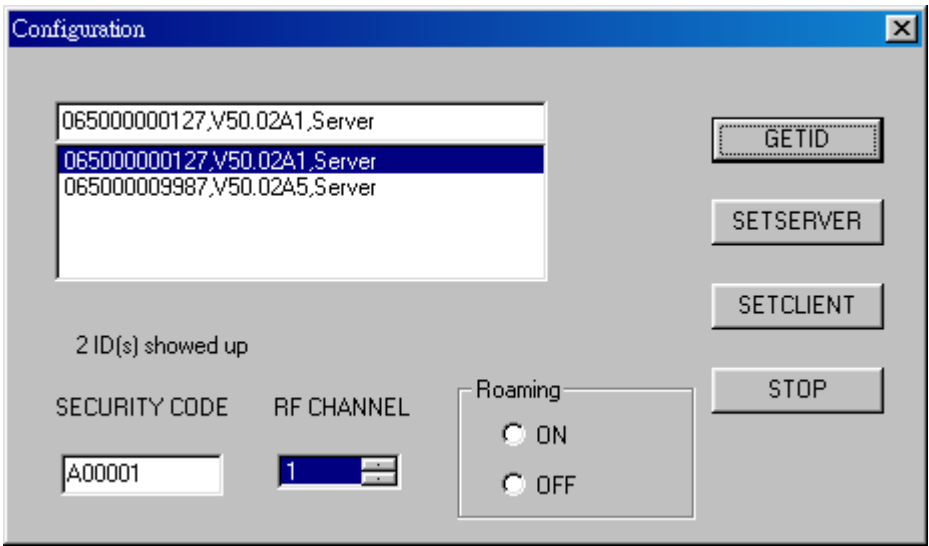 Configuration
065000000127,V50.02A1,Server
065000000127,V50.02A1,Server
065000009987,V50.02A5,Server
GETID
SETSERVER
SETCLIENT
STOP
2 ID(s) showed up
SECURITY CODE
A00001
RF CHANNEL
1
Roaming
ON
OFF